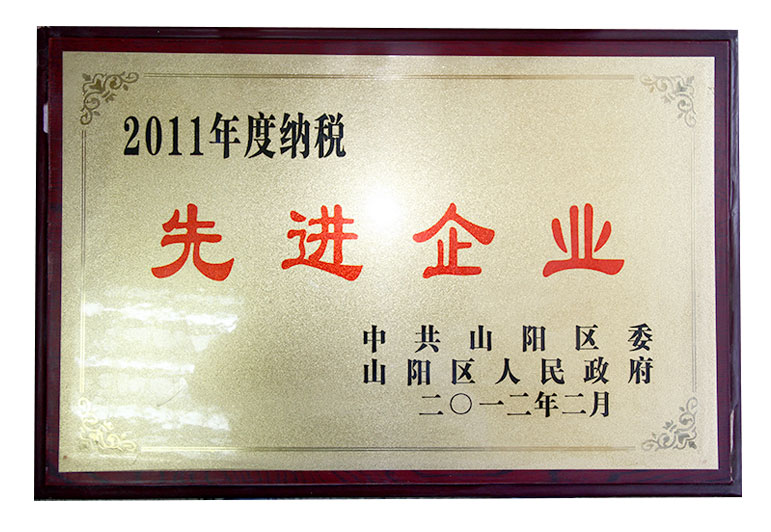 2011年度纳税
先进企业
中共山阳区委
山阳区人民政府
二〇一二年二月